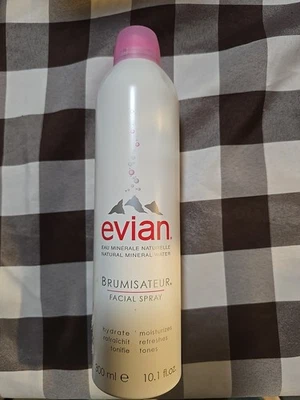 evian.
EAU MINERALE NATURELLE
NATURAL MINERAL WATER
BRUMISATEUR®
FACIAL SPRAY
hydrate moisturizes
rafraîchit refreshes
tonifie tones
300 ml e 10.1 fl.oz.